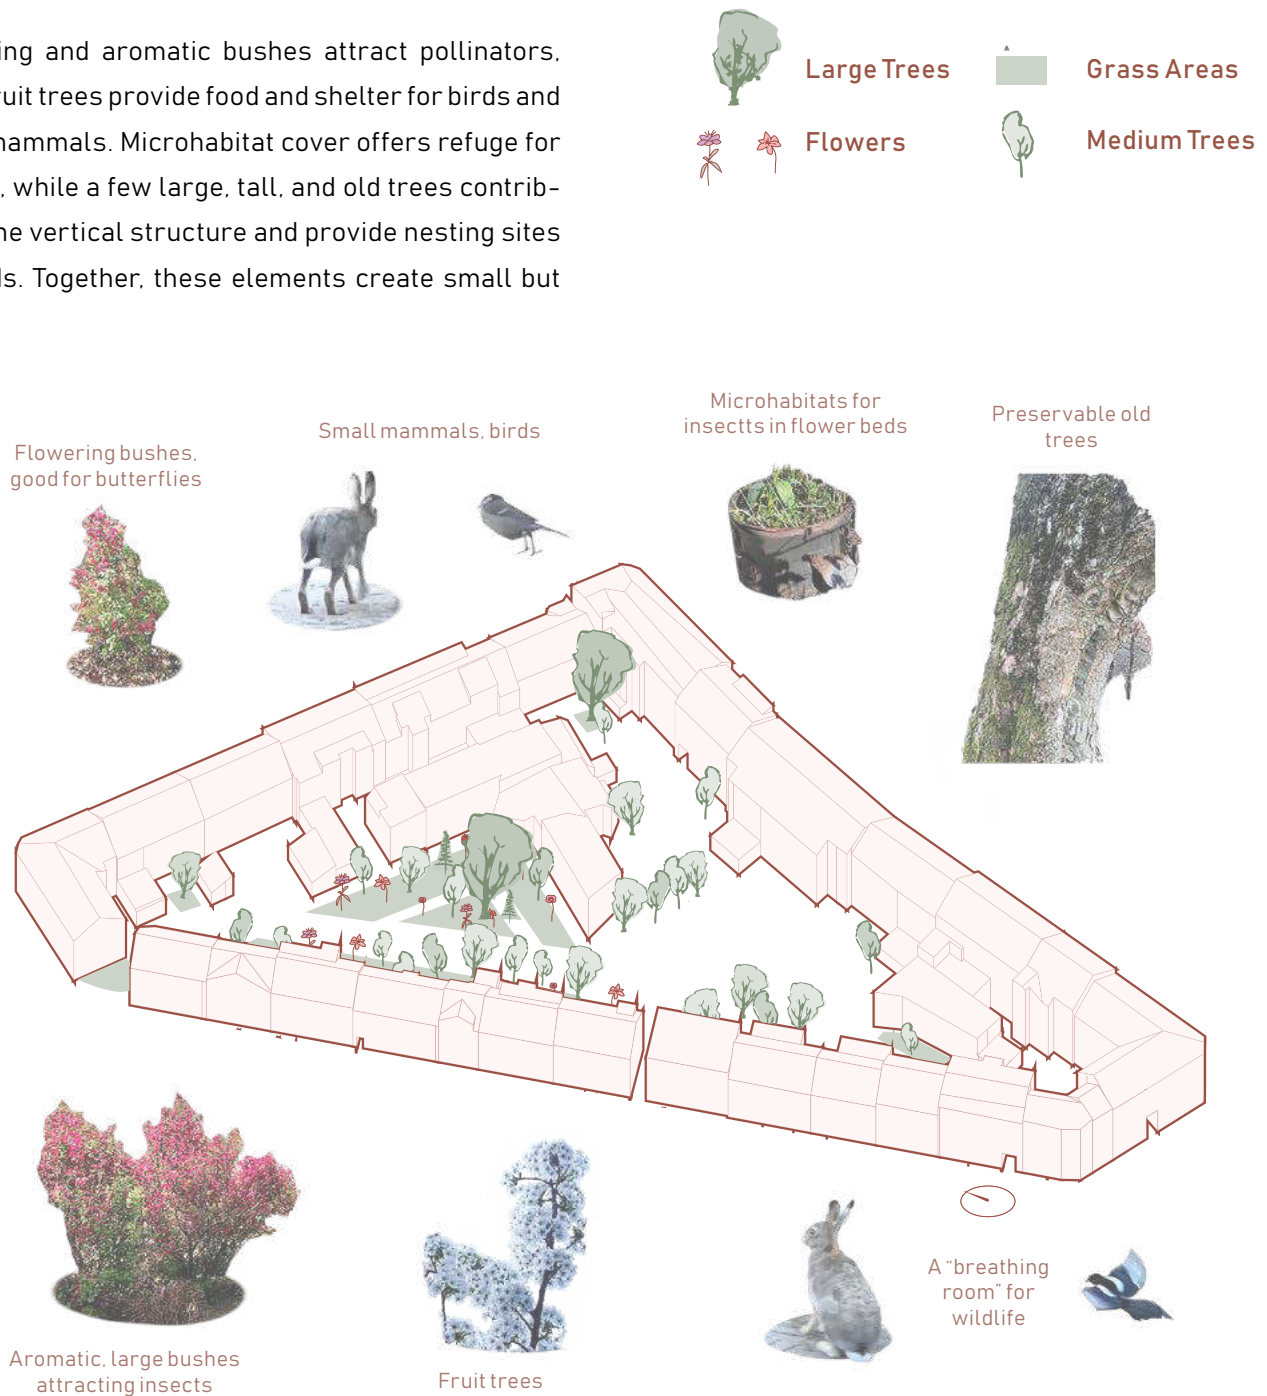 ing and aromatic bushes attract pollinators,
ruit trees provide food and shelter for birds and
mammals. Microhabitat cover offers refuge for
, while a few large, tall, and old trees contrib-
he vertical structure and provide nesting sites
ds. Together, these elements create small but
Large Trees
Grass Areas
Flowers
Medium Trees
Flowering bushes,
good for butterflies
Small mammals, birds
Microhabitats for
insectts in flower beds
Preservable old
trees
Aromatic, large bushes
attracting insects
Fruit trees
A "breathing
room" for
wildlife